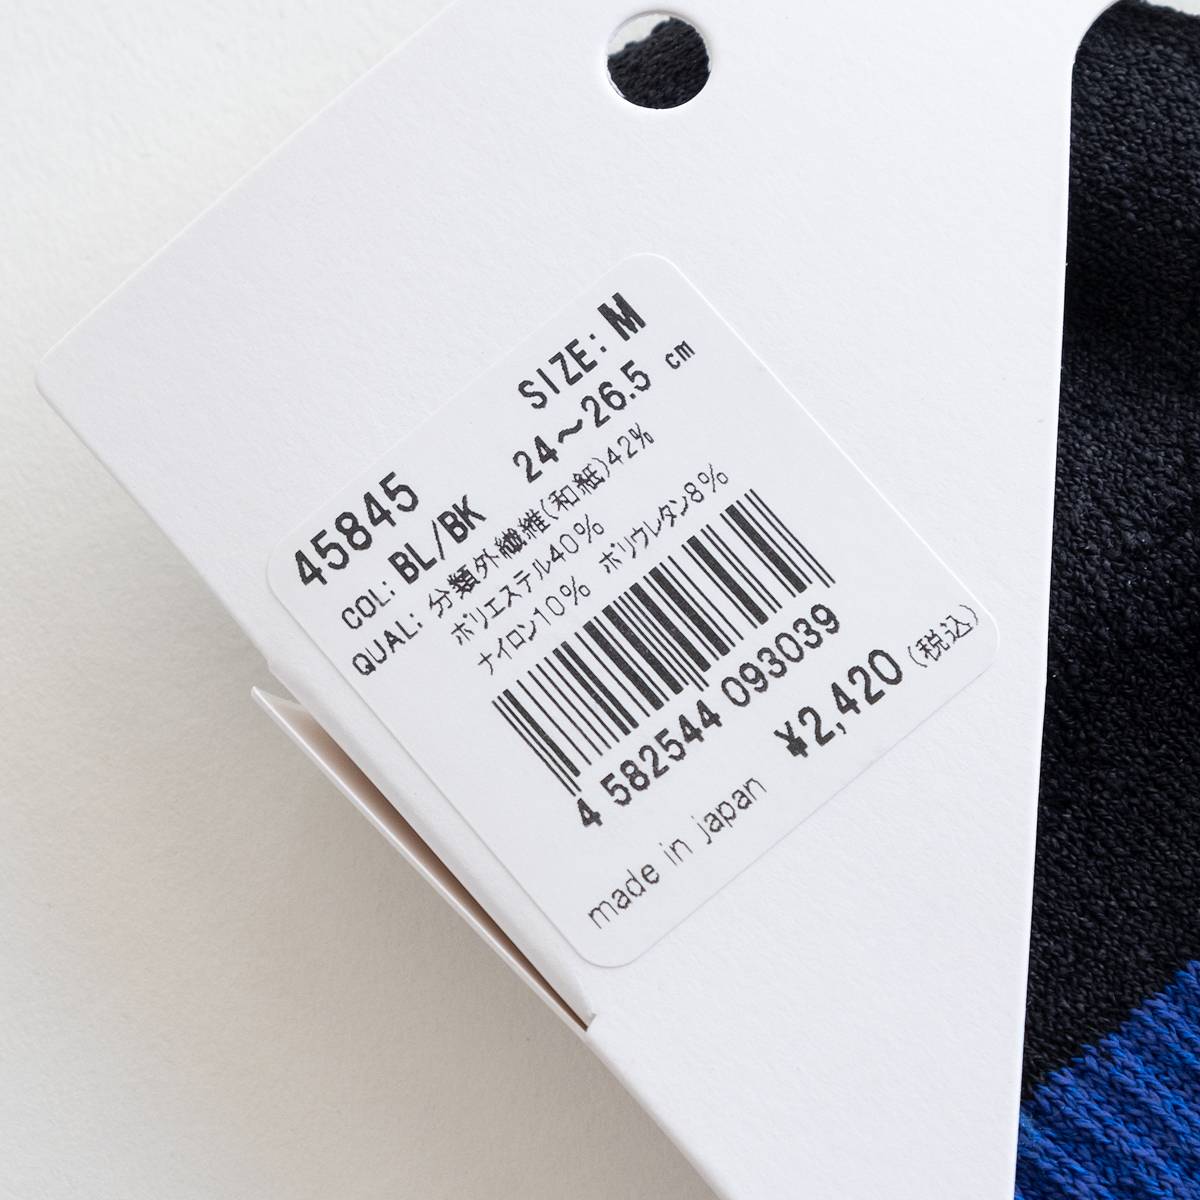 45845 SIZE: M
COL: BL/BK 24～26.5 cm
QUAL: 分類外繊維(和紙)42%
ポリエステル40%
ナイロン10% ポリウレタン8%
4 582544 093039
¥2,420 (税込)
made in japan